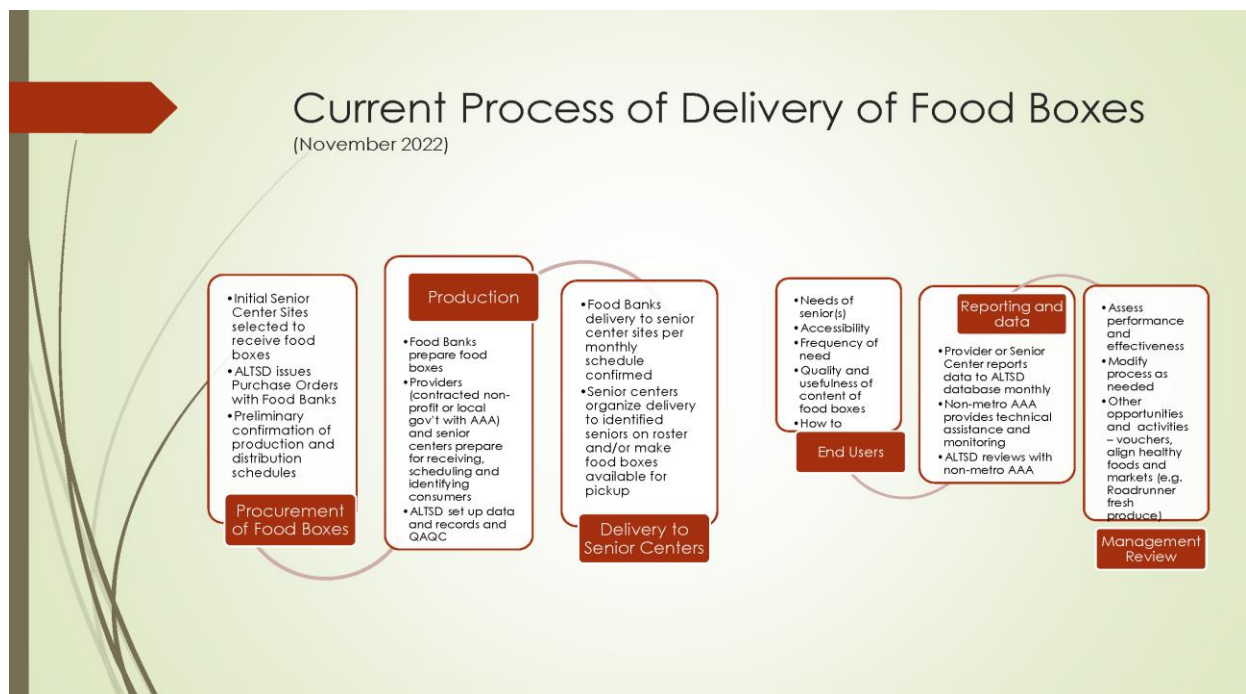 Current Process of Delivery of Food Boxes
(November 2022)
•Initial Senior
Center Sites
selected to
receive food
boxes
•ALTSD issues
Purchase Orders
with Food Banks
•Preliminary
confirmation of
production and
distribution
schedules
Procurement
of Food Boxes
Production
•Food Banks
prepare food
boxes
•Providers
(contracted non-
profit or local
gov't with AAA)
and senior
centers prepare
for receiving,
scheduling and
identifying
consumers
•ALTSD set up data
and records and
QAQC
•Food Banks
delivery to senior
center sites per
monthly
schedule
confirmed
•Senior centers
organize delivery
to identified
seniors on roster
and/or make
food boxes
available for
pickup
Delivery to
Senior Centers
•Needs of
senior(s)
•Accessibility
•Frequency of
need
•Quality and
usefulness of
content of
food boxes
•How to
End Users
Reporting and
data
•Provider or Senior
Center reports
data to ALTSD
database monthly
•Non-metro AAA
provides technical
assistance and
monitoring
•ALTSD reviews with
non-metro AAA
•Assess
performance
and
effectiveness
•Modify
process as
needed
•Other
opportunities
and activities
– vouchers,
align healthy
foods and
markets (e.g.
Roadrunner
fresh
produce)
Management
Review